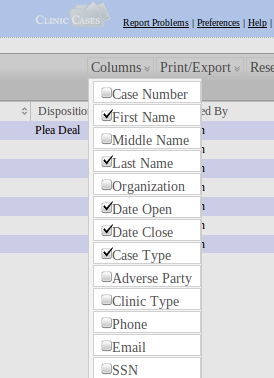 CLINIC CASES
Report Problems | Preferences | Help |
Columns Print/Export Rese
Dispositio d By
Plea Deal n
Case Number
First Name
Middle Name
Last Name
Organization
Date Open
Date Close
Case Type
Adverse Party
Clinic Type
Phone
Email
SSN